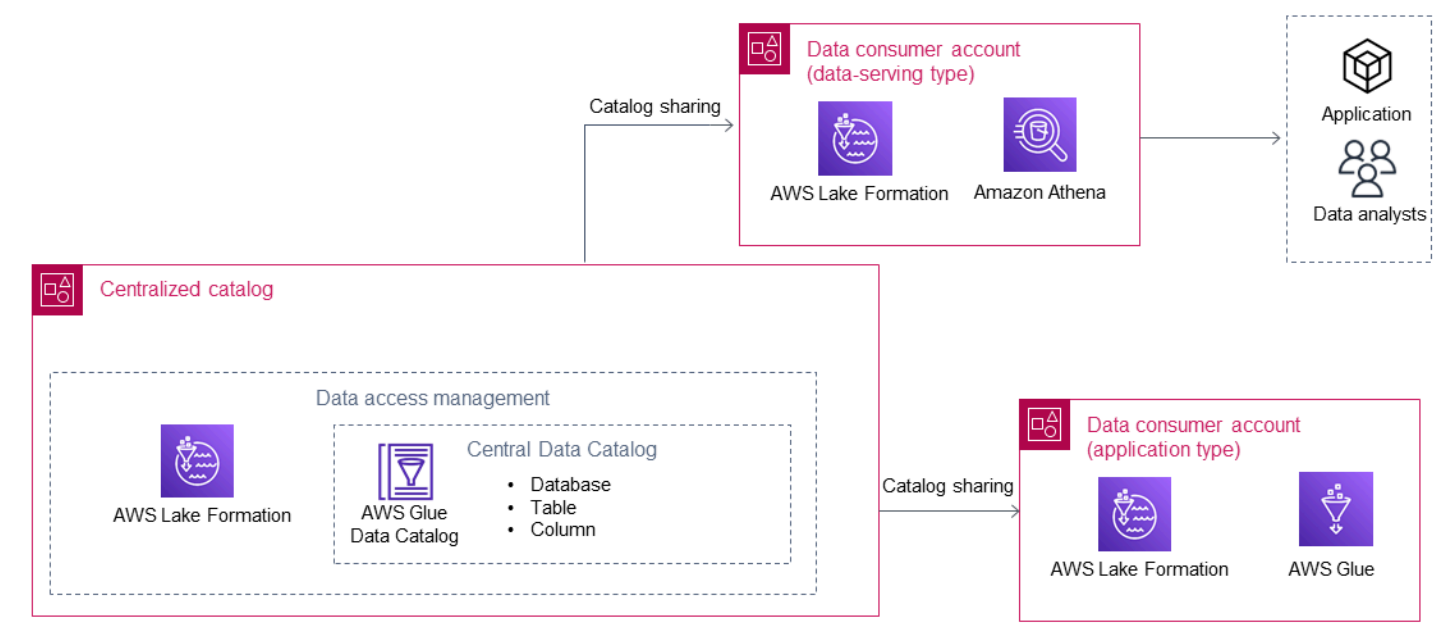 Data consumer account
(data-serving type)
AWS Lake Formation
Amazon Athena
Application
Data analysts
Catalog sharing
Centralized catalog
Data access management
AWS Lake Formation
Central Data Catalog
• Database
• Table
• Column
AWS Glue
Data Catalog
Catalog sharing
Data consumer account
(application type)
AWS Lake Formation
AWS Glue